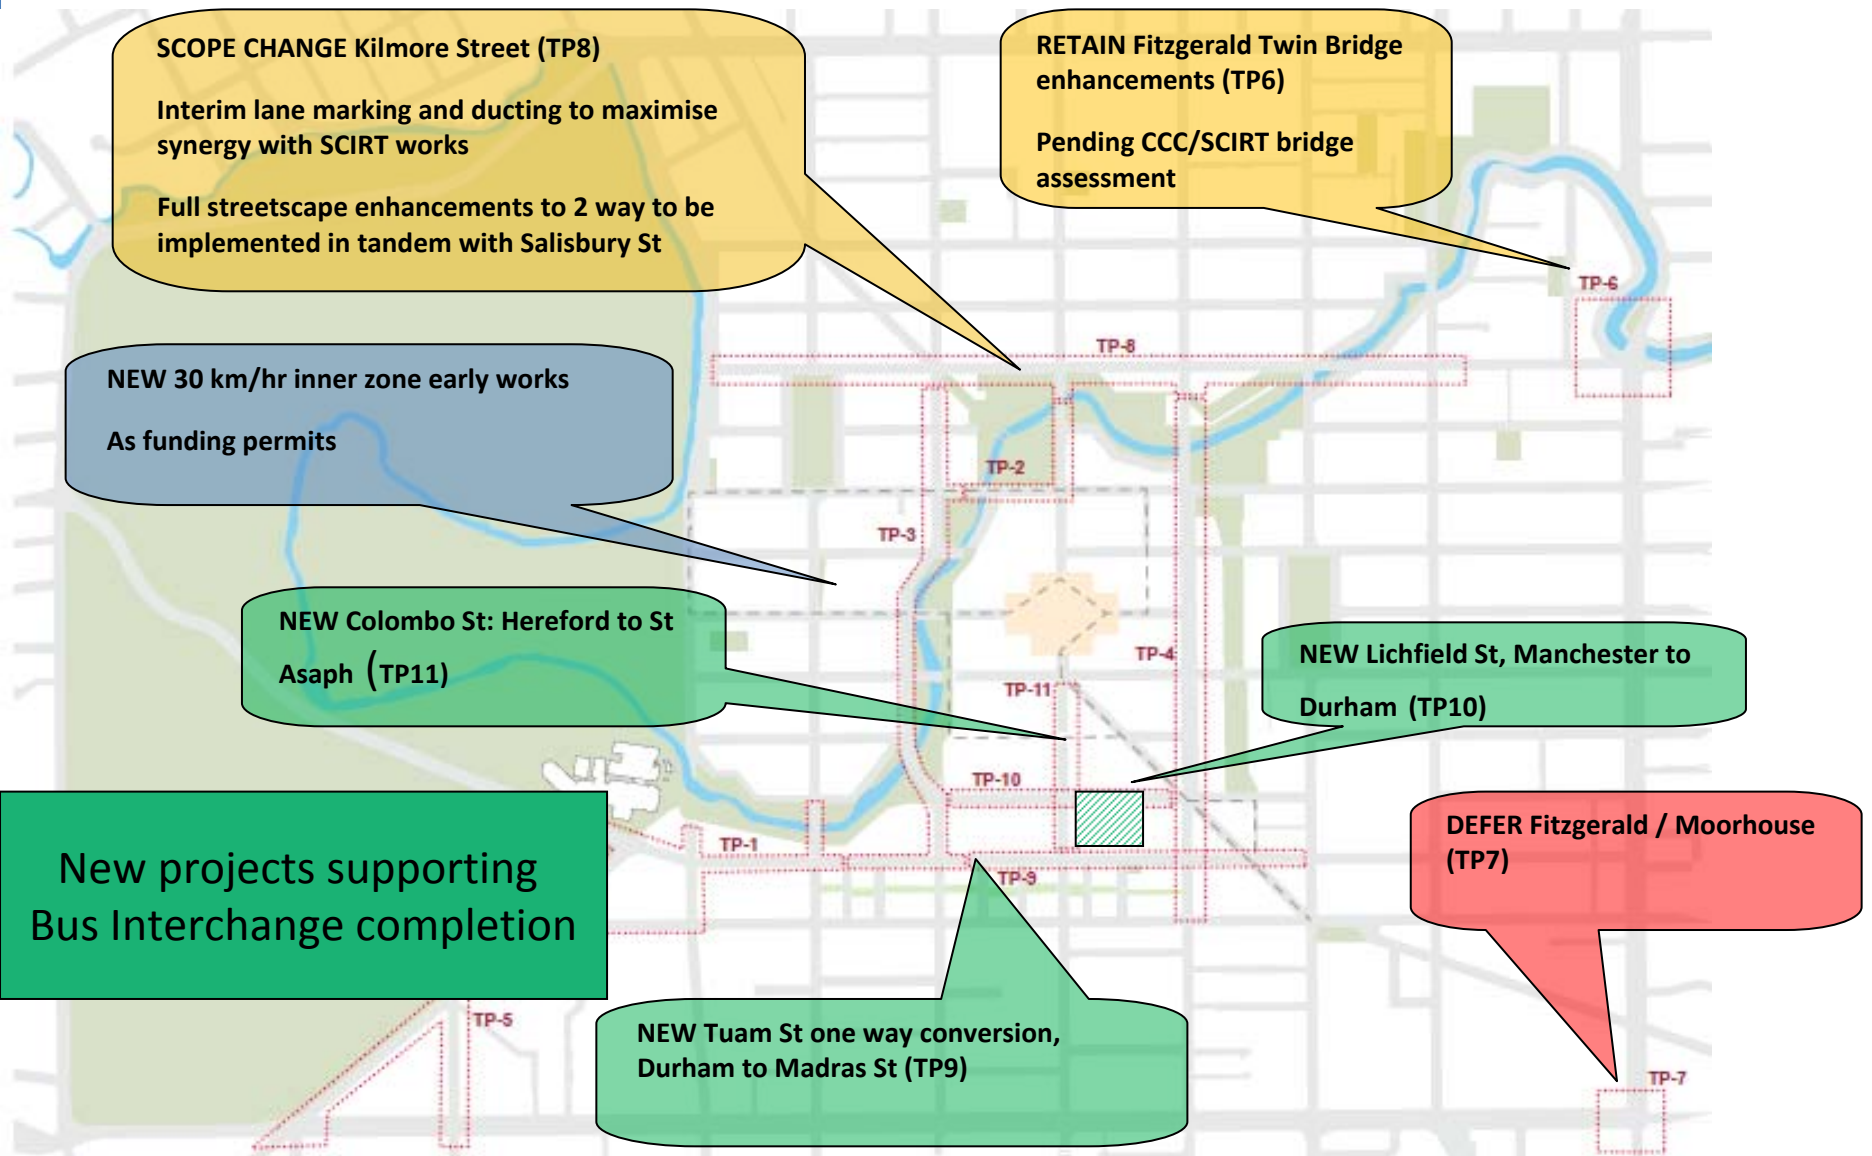 SCOPE CHANGE Kilmore Street (TP8)
Interim lane marking and ducting to maximise
synergy with SCIRT works
Full streetscape enhancements to 2 way to be
implemented in tandem with Salisbury St
RETAIN Fitzgerald Twin Bridge
enhancements (TP6)
Pending CCC/SCIRT bridge
assessment
TP-6
TP-8
NEW 30 km/hr inner zone early works
As funding permits
TP-2
TP-3
NEW Colombo St: Hereford to St
Asaph (TP11)
TP-4
TP-11
NEW Lichfield St, Manchester to
Durham (TP10)
TP-10
TP-1
TP-9
DEFER Fitzgerald / Moorhouse
(TP7)
New projects supporting
Bus Interchange completion
TP-5
NEW Tuam St one way conversion,
Durham to Madras St (TP9)
TP-7